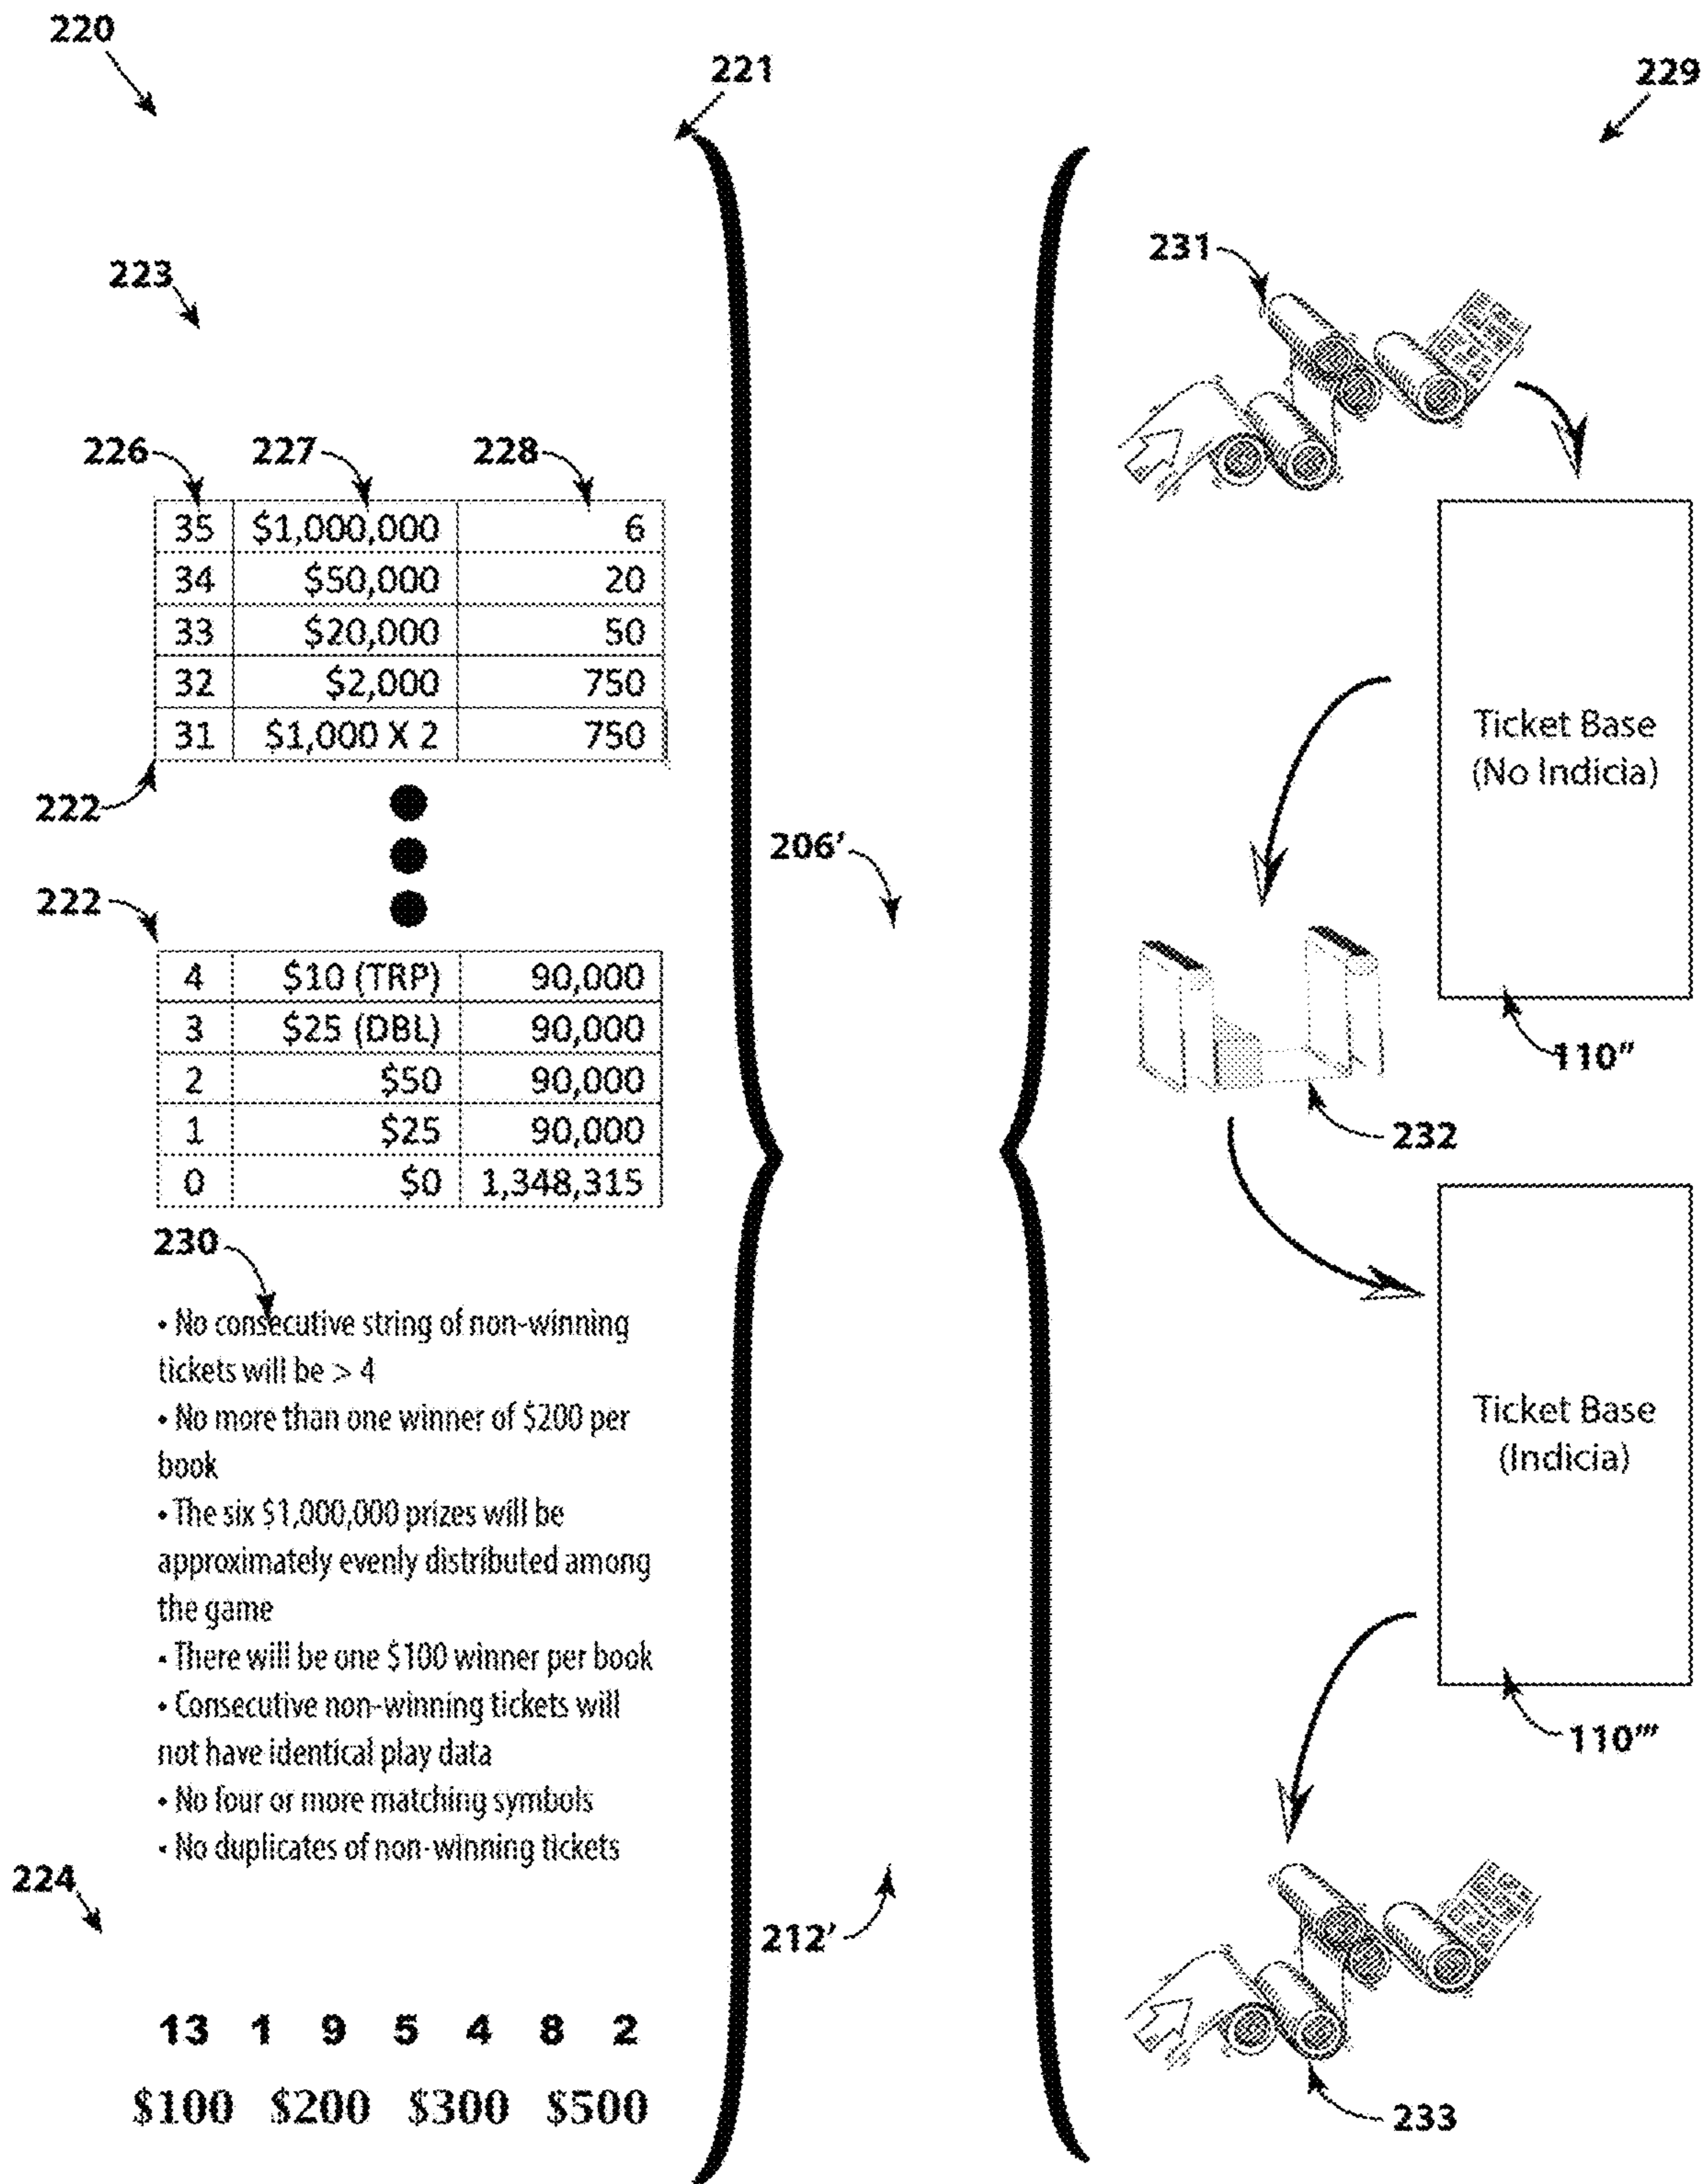 220
221
229
223
231
226 227 228
35 $1,000,000 6
34 $50,000 20
33 $20,000 50
32 $2,000 750
31 $1,000 X 2 750
222
206'
222
4 $10 (TRP) 90,000
3 $25 (DBL) 90,000
2 $50 90,000
1 $25 90,000
0 $0 1,348,315
230
• No consecutive string of non-winning
tickets will be > 4
• No more than one winner of $200 per
book
• The six $1,000,000 prizes will be
approximately evenly distributed among
the game
• There will be one $100 winner per book
• Consecutive non-winning tickets will
not have identical play data
• No four or more matching symbols
• No duplicates of non-winning tickets
224
212'
13 1 9 5 4 8 2
$100 $200 $300 $500
Ticket Base
(No Indicia)
110"
232
Ticket Base
(Indicia)
110'''
233